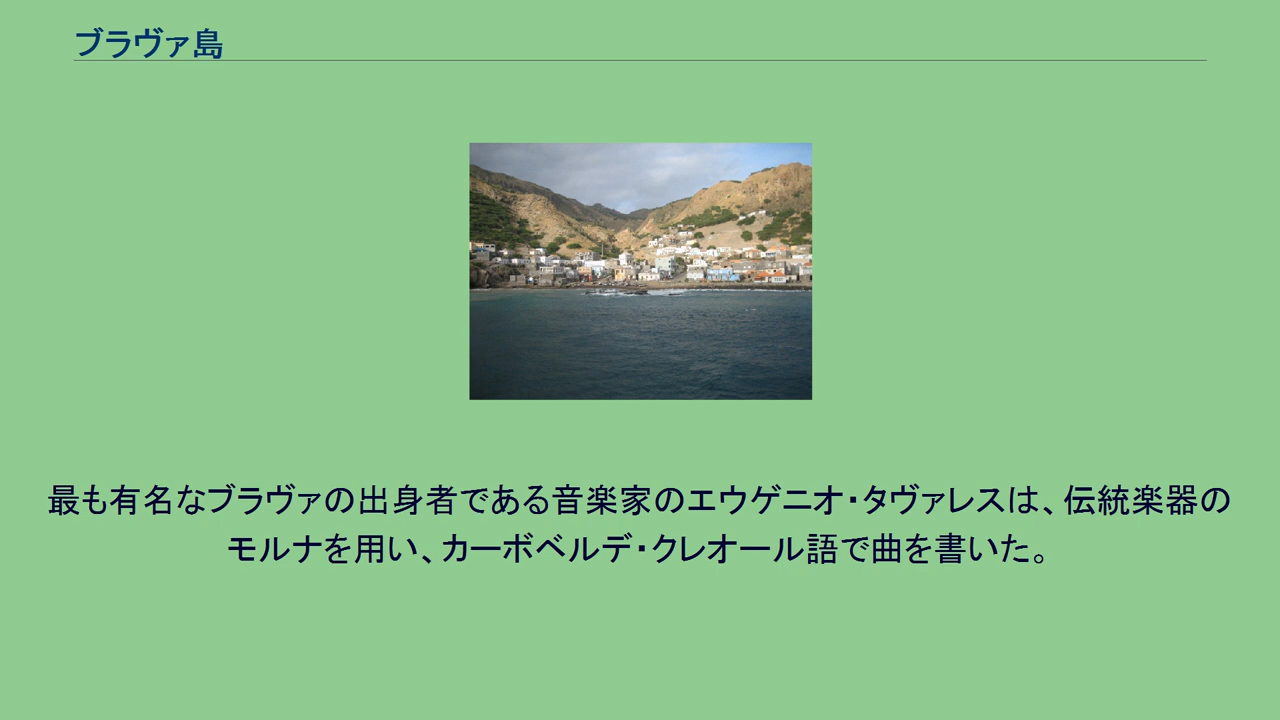 ブラヴァ島
最も有名なブラヴァの出身者である音楽家のエウゲニオ・タヴァレスは、伝統楽器の
モルナを用い、カーボベルデ・クレオール語で曲を書いた。